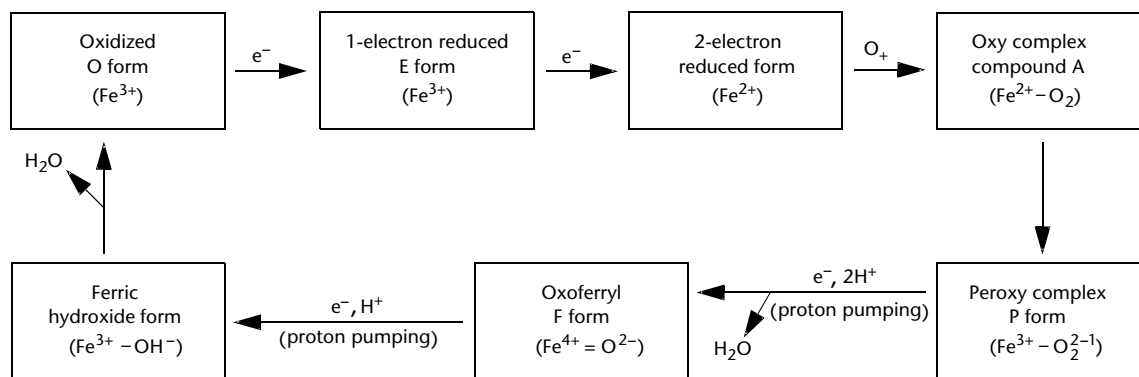 Oxidized
O form
(Fe³⁺)
e⁻
1-electron reduced
E form
(Fe³⁺)
e⁻
2-electron
reduced form
(Fe²⁺)
O₊
Oxy complex
compound A
(Fe²⁺ – O₂)
Peroxy complex
P form
(Fe³⁺ – O₂²⁻¹)
e⁻, 2H⁺
(proton pumping)
H₂O
Oxoferryl
F form
(Fe⁴⁺ = O²⁻)
e⁻, H⁺
(proton pumping)
Ferric
hydroxide form
(Fe³⁺ – OH⁻)
H₂O